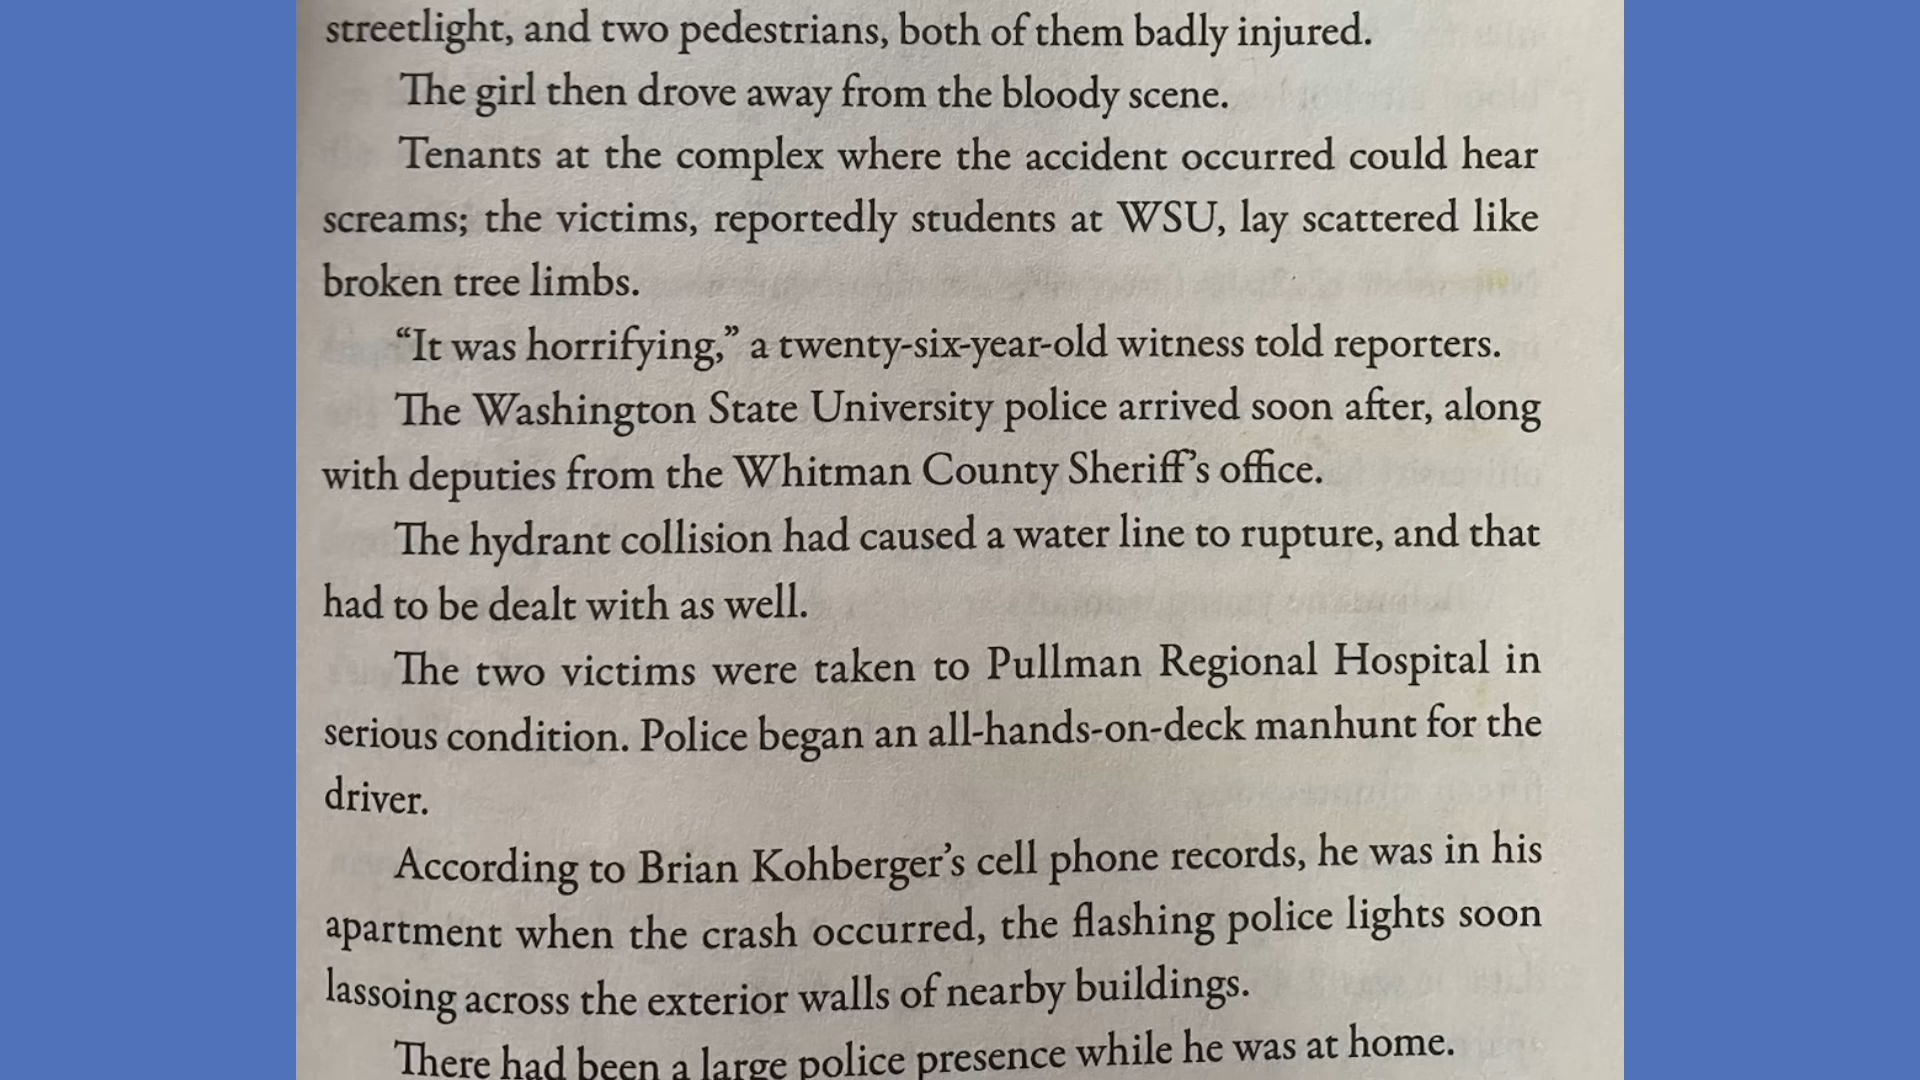 streetlight, and two pedestrians, both of them badly injured.
The girl then drove away from the bloody scene.
Tenants at the complex where the accident occurred could hear
screams; the victims, reportedly students at WSU, lay scattered like
broken tree limbs.
“It was horrifying,” a twenty-six-year-old witness told reporters.
The Washington State University police arrived soon after, along
with deputies from the Whitman County Sheriff’s office.
The hydrant collision had caused a water line to rupture, and that
had to be dealt with as well.
The two victims were taken to Pullman Regional Hospital in
serious condition. Police began an all-hands-on-deck manhunt for the
driver.
According to Brian Kohberger’s cell phone records, he was in his
apartment when the crash occurred, the flashing police lights soon
lassoing across the exterior walls of nearby buildings.
There had been a large police presence while he was at home.